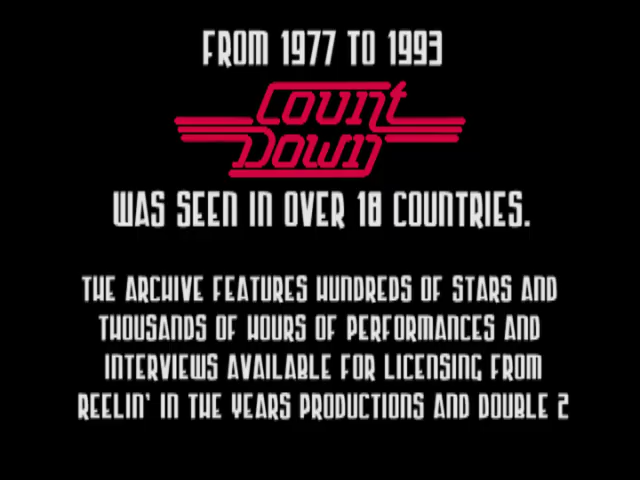 FROM 1977 TO 1993
Count
Down
WAS SEEN IN OVER 18 COUNTRIES.
THE ARCHIVE FEATURES HUNDREDS OF STARS AND
THOUSANDS OF HOURS OF PERFORMANCES AND
INTERVIEWS AVAILABLE FOR LICENSING FROM
REELIN' IN THE YEARS PRODUCTIONS AND DOUBLE 2